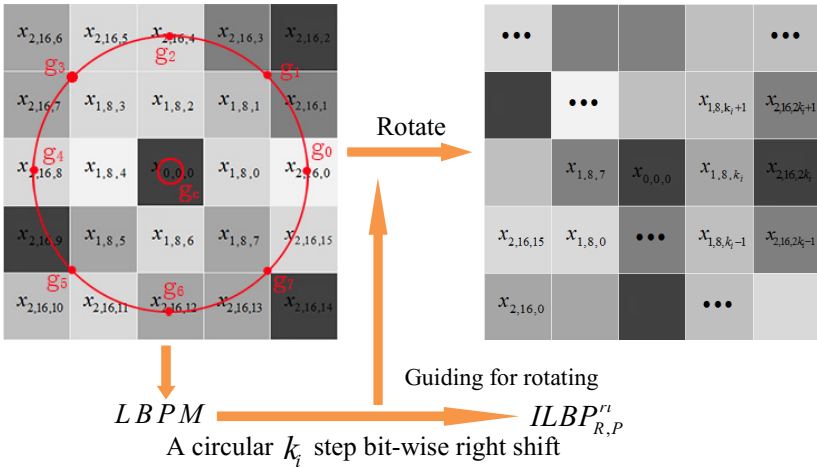 x2,16,6 x2,16,5 x2,16,4 x2,16,3 x2,16,2
g3 g2 g1
x2,16,7 x1,8,3 x1,8,2 x1,8,1 x2,16,1
g4 g0
x2,16,8 x1,8,4 x0,0,0 x1,8,0 x2,16,0
gc
x2,16,9 x1,8,5 x1,8,6 x1,8,7 x2,16,15
g5 g6 g7
x2,16,10 x2,16,11 x2,16,12 x2,16,13 x2,16,14
Rotate
••• •••
••• x1,8,ki+1 x2,16,2ki+1
x1,8,7 x0,0,0 x1,8,ki x2,16,2ki
x2,16,15 x1,8,0 ••• x1,8,ki-1 x2,16,2ki-1
x2,16,0 •••
Guiding for rotating
LBPM ILBP^ri_R,P
A circular ki step bit-wise right shift